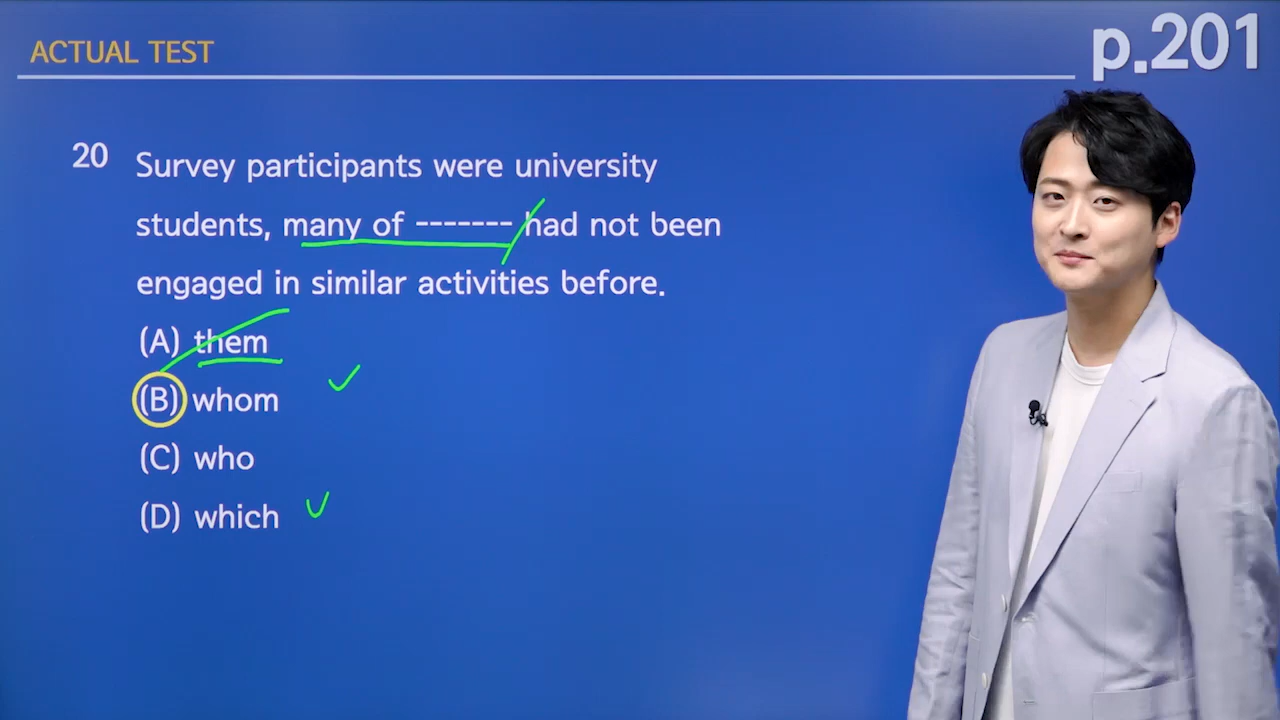 ACTUAL TEST
p.201
20 Survey participants were university
students, many of ------- had not been
engaged in similar activities before.
(A) them
(B) whom
(C) who
(D) which